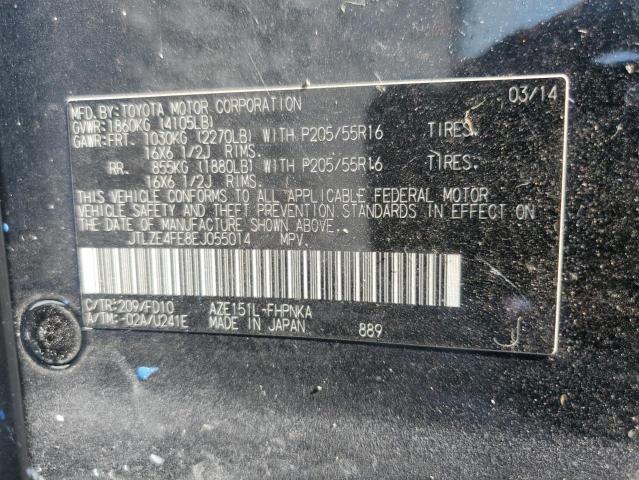 MFD. BY: TOYOTA MOTOR CORPORATION 03/14
GVWR: 1860KG (4105LB)
GAWR: FRT. 1030KG (2270LB) WITH P205/55R16 TIRES.
16X6 1/2J RIMS.
RR. 855KG (1880LB) WITH P205/55R16 TIRES.
16X6 1/2J RIMS.
THIS VEHICLE CONFORMS TO ALL APPLICABLE FEDERAL MOTOR
VEHICLE SAFETY AND THEFT PREVENTION STANDARDS IN EFFECT ON
THE DATE OF MANUFACTURE SHOWN ABOVE.
JTLZE4FE8EJ055014 MPV.
C/TR: 209/FD10 AZE151L-FHPNKA
A/TM: -02A/U241E MADE IN JAPAN 889 J